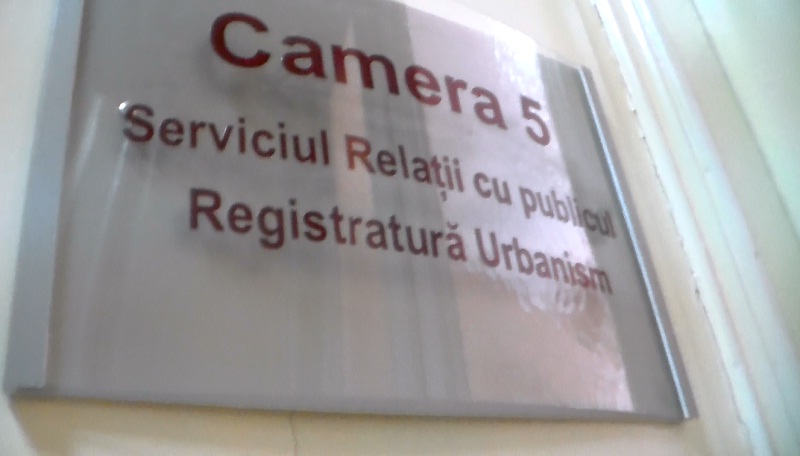 Camera 5
Serviciul Relații cu publicul
Registratură Urbanism